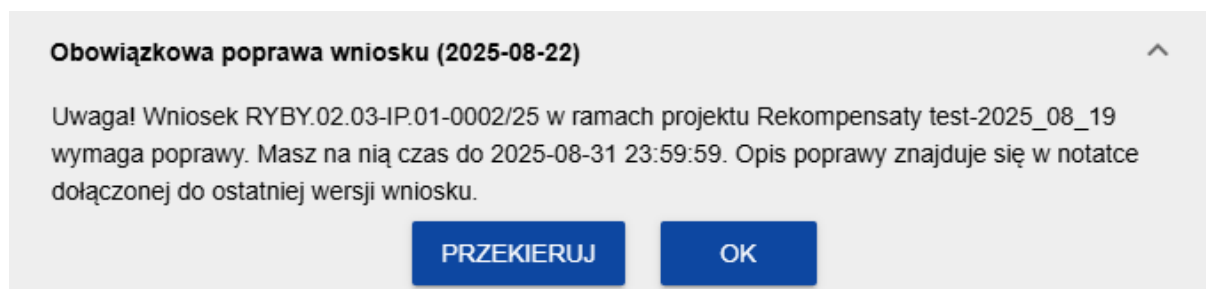 Obowiązkowa poprawa wniosku (2025-08-22)
Uwaga! Wniosek RYBY.02.03-IP.01-0002/25 w ramach projektu Rekompensaty test-2025_08_19
wymaga poprawy. Masz na nią czas do 2025-08-31 23:59:59. Opis poprawy znajduje się w notatce
dołączonej do ostatniej wersji wniosku.
PRZEKIERUJ OK